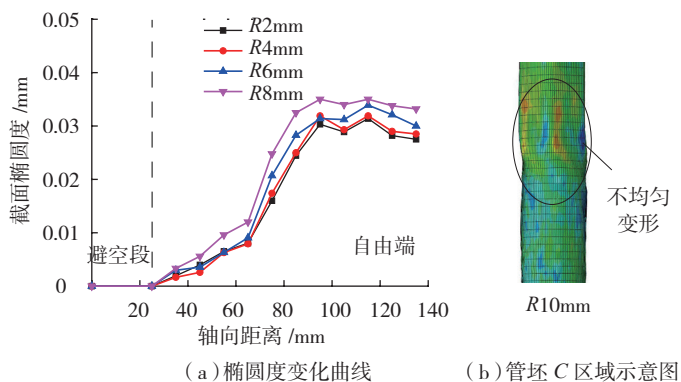 0.05
0.04
0.03
0.02
0.01
0
截面椭圆度 /mm
R2mm
R4mm
R6mm
R8mm
避空段
自由端
0 20 40 60 80 100 120 140
轴向距离 /mm
（a）椭圆度变化曲线
不均匀
变形
R10mm
（b）管坯 C 区域示意图